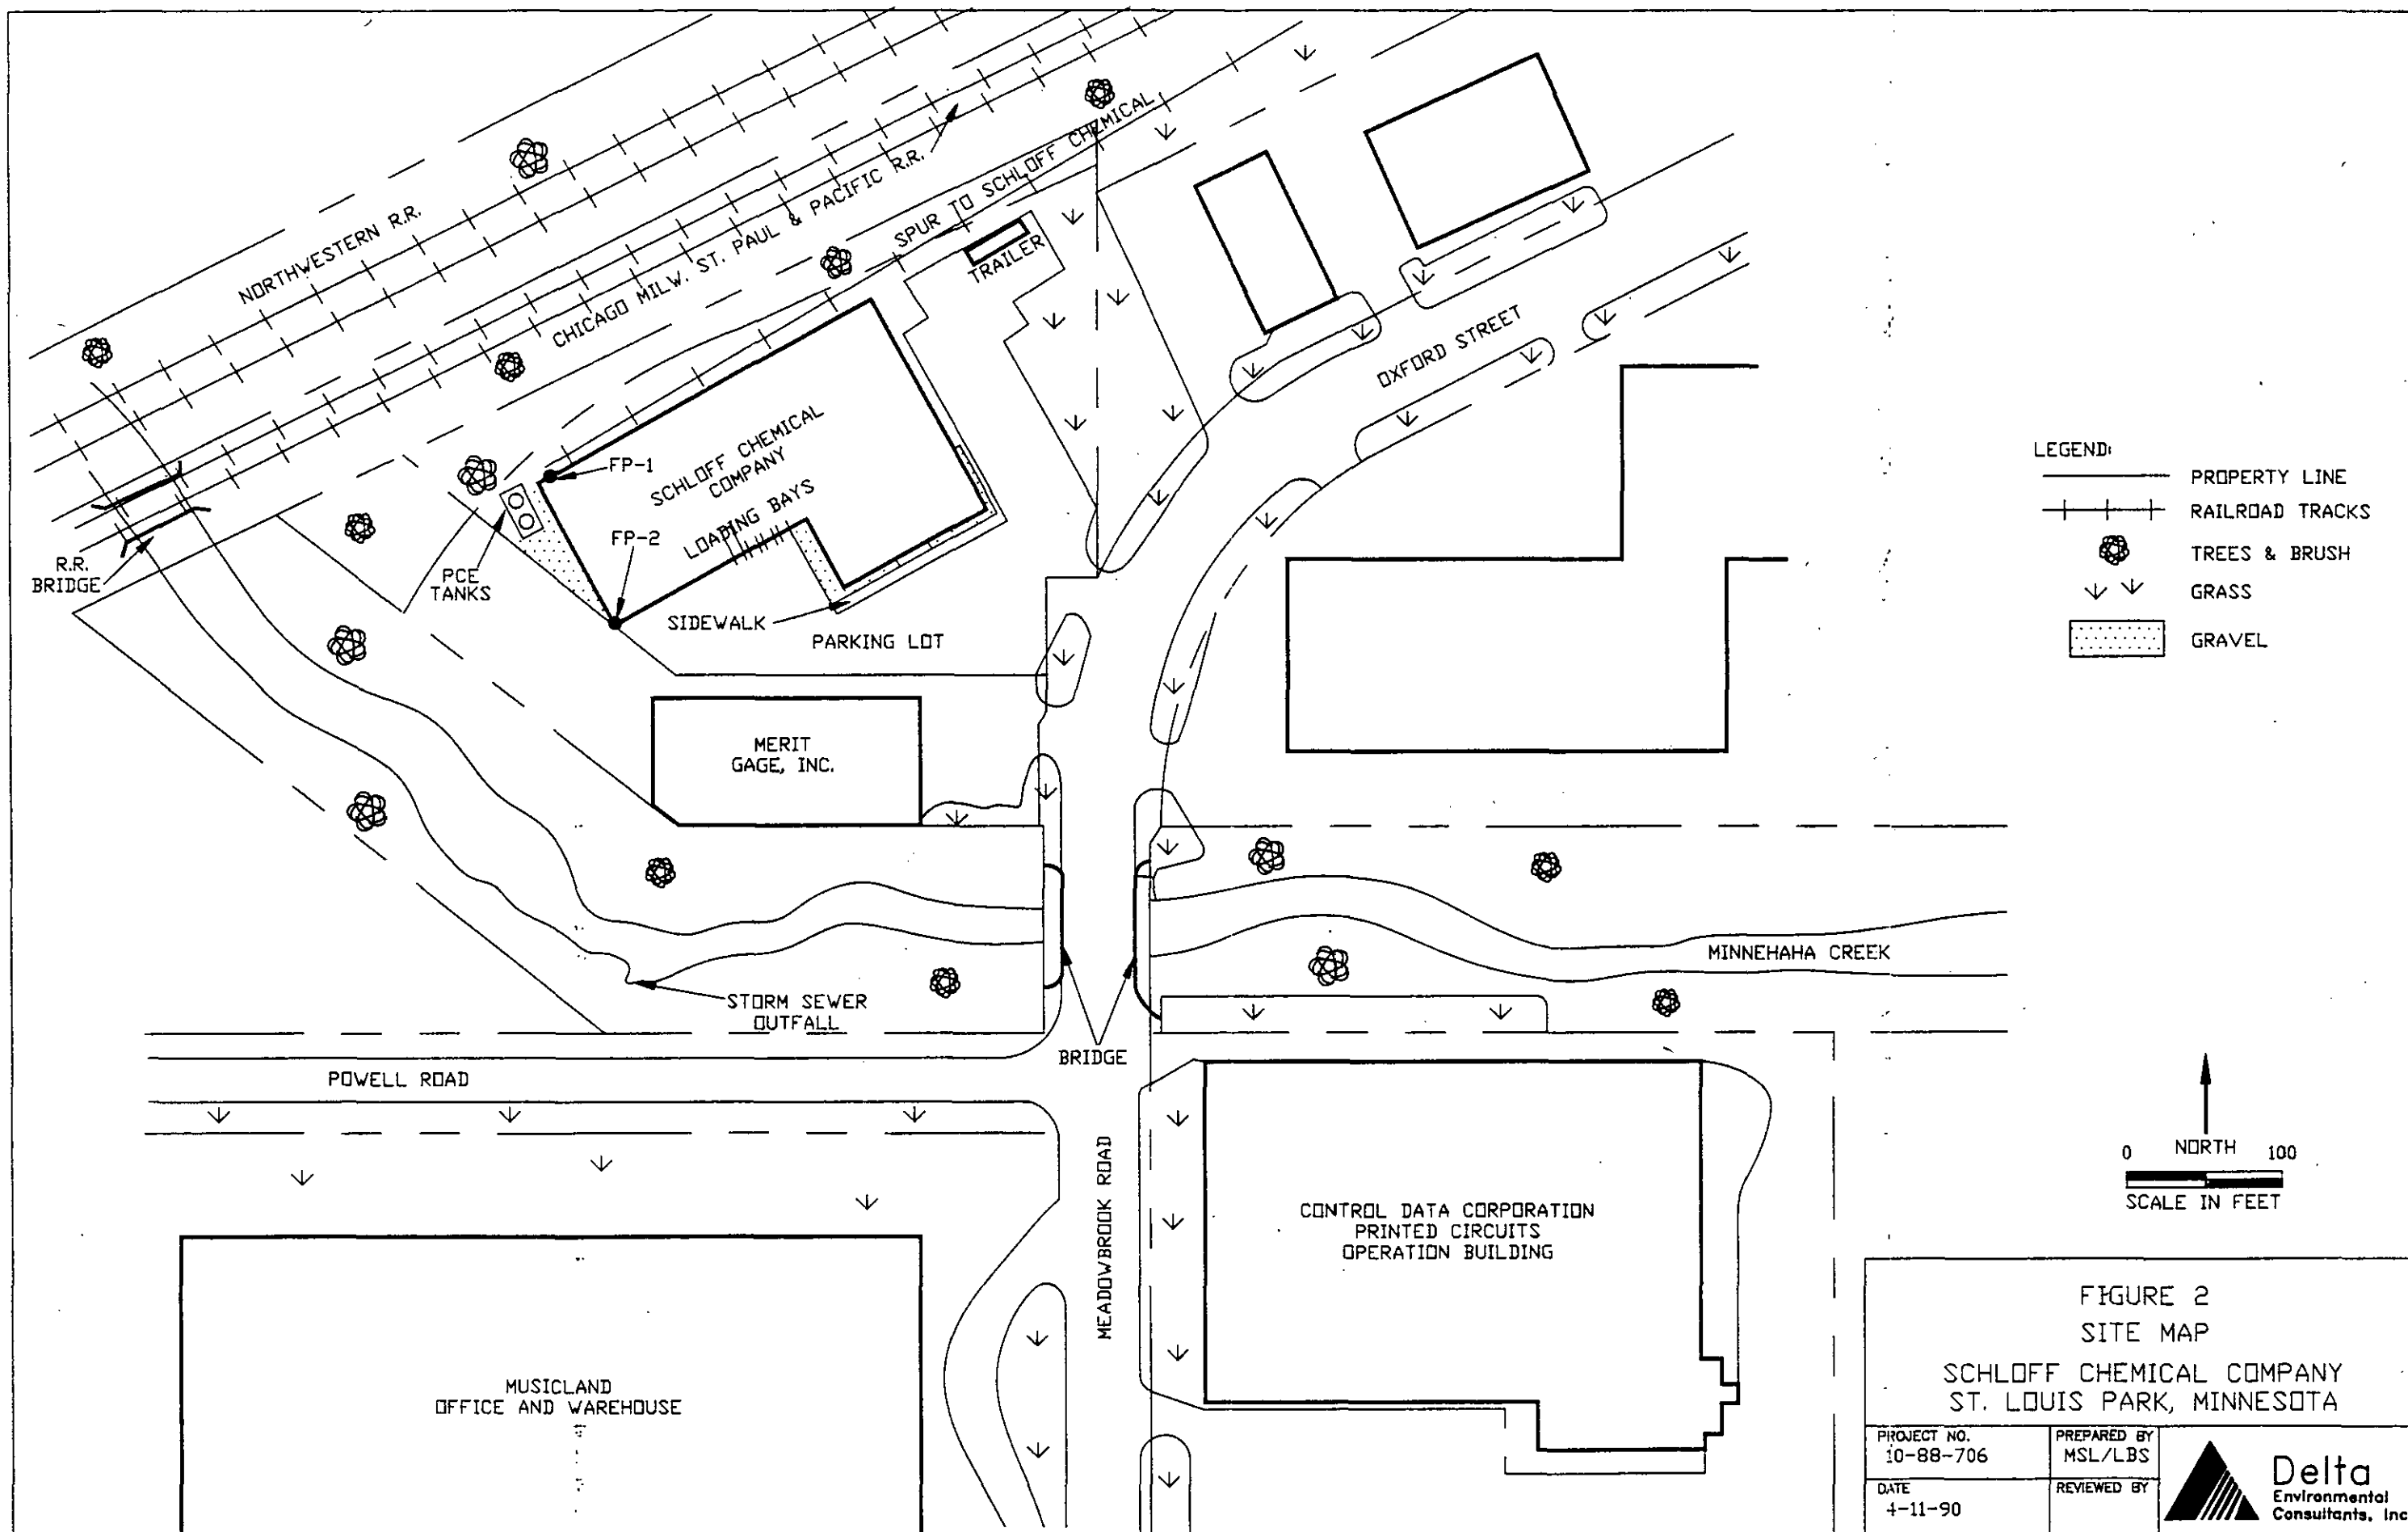 NORTHWESTERN R.R.
CHICAGO MILW. ST. PAUL & PACIFIC R.R.
SPUR TO SCHLOFF CHEMICAL
TRAILER
OXFORD STREET
SCHLOFF CHEMICAL
COMPANY
LOADING BAYS
FP-1
FP-2
R.R.
BRIDGE
PCE
TANKS
SIDEWALK
PARKING LOT
MERIT
GAGE, INC.
MINNEHAHA CREEK
STORM SEWER
OUTFALL
BRIDGE
POWELL ROAD
MEADOWBROOK ROAD
CONTROL DATA CORPORATION
PRINTED CIRCUITS
OPERATION BUILDING
MUSICLAND
OFFICE AND WAREHOUSE
LEGEND:
PROPERTY LINE
RAILROAD TRACKS
TREES & BRUSH
GRASS
GRAVEL
NORTH
0 100
SCALE IN FEET
FIGURE 2
SITE MAP
SCHLOFF CHEMICAL COMPANY
ST. LOUIS PARK, MINNESOTA
PROJECT NO.
10-88-706
PREPARED BY
MSL/LBS
DATE
4-11-90
REVIEWED BY
Delta
Environmental
Consultants, Inc